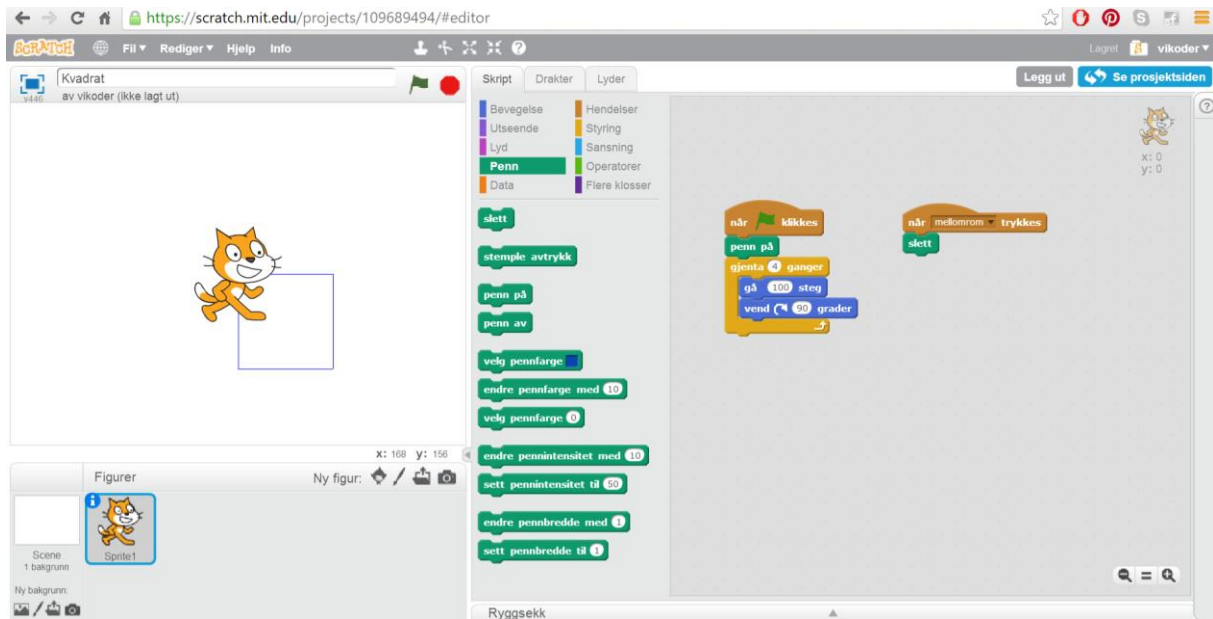 https://scratch.mit.edu/projects/109689494/#editor
SCRATCH Fil Rediger Hjelp Info Lagret vikoder
v446 Kvadrat
av vikoder (ikke lagt ut)
Skript Drakter Lyder
Legg ut Se prosjektsiden
Bevegelse Hendelser
Utseende Styring
Lyd Sansning
Penn Operatorer
Data Flere klosser
slett
stemple avtrykk
penn på
penn av
velg pennfarge
endre pennfarge med 10
velg pennfarge 0
endre pennintensitet med 10
sett pennintensitet til 50
endre pennbredde med 1
sett pennbredde til 1
når klikkes
penn på
gjenta 4 ganger
gå 100 steg
vend 90 grader
når mellomrom trykkes
slett
x: 0
y: 0
x: 168 y: 156
Figurer Ny figur:
Scene
1 bakgrunn
Sprite1
Ny bakgrunn:
Ryggsekk